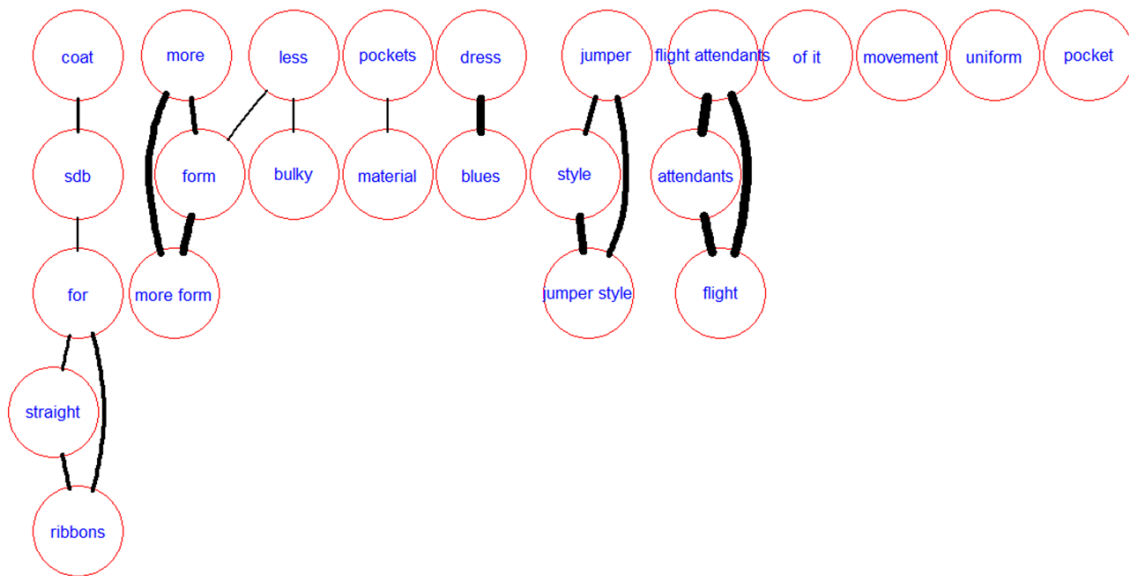 coat
more
less
pockets
dress
jumper
flight attendants
of it
movement
uniform
pocket
sdb
form
bulky
material
blues
style
attendants
for
more form
jumper style
flight
straight
ribbons